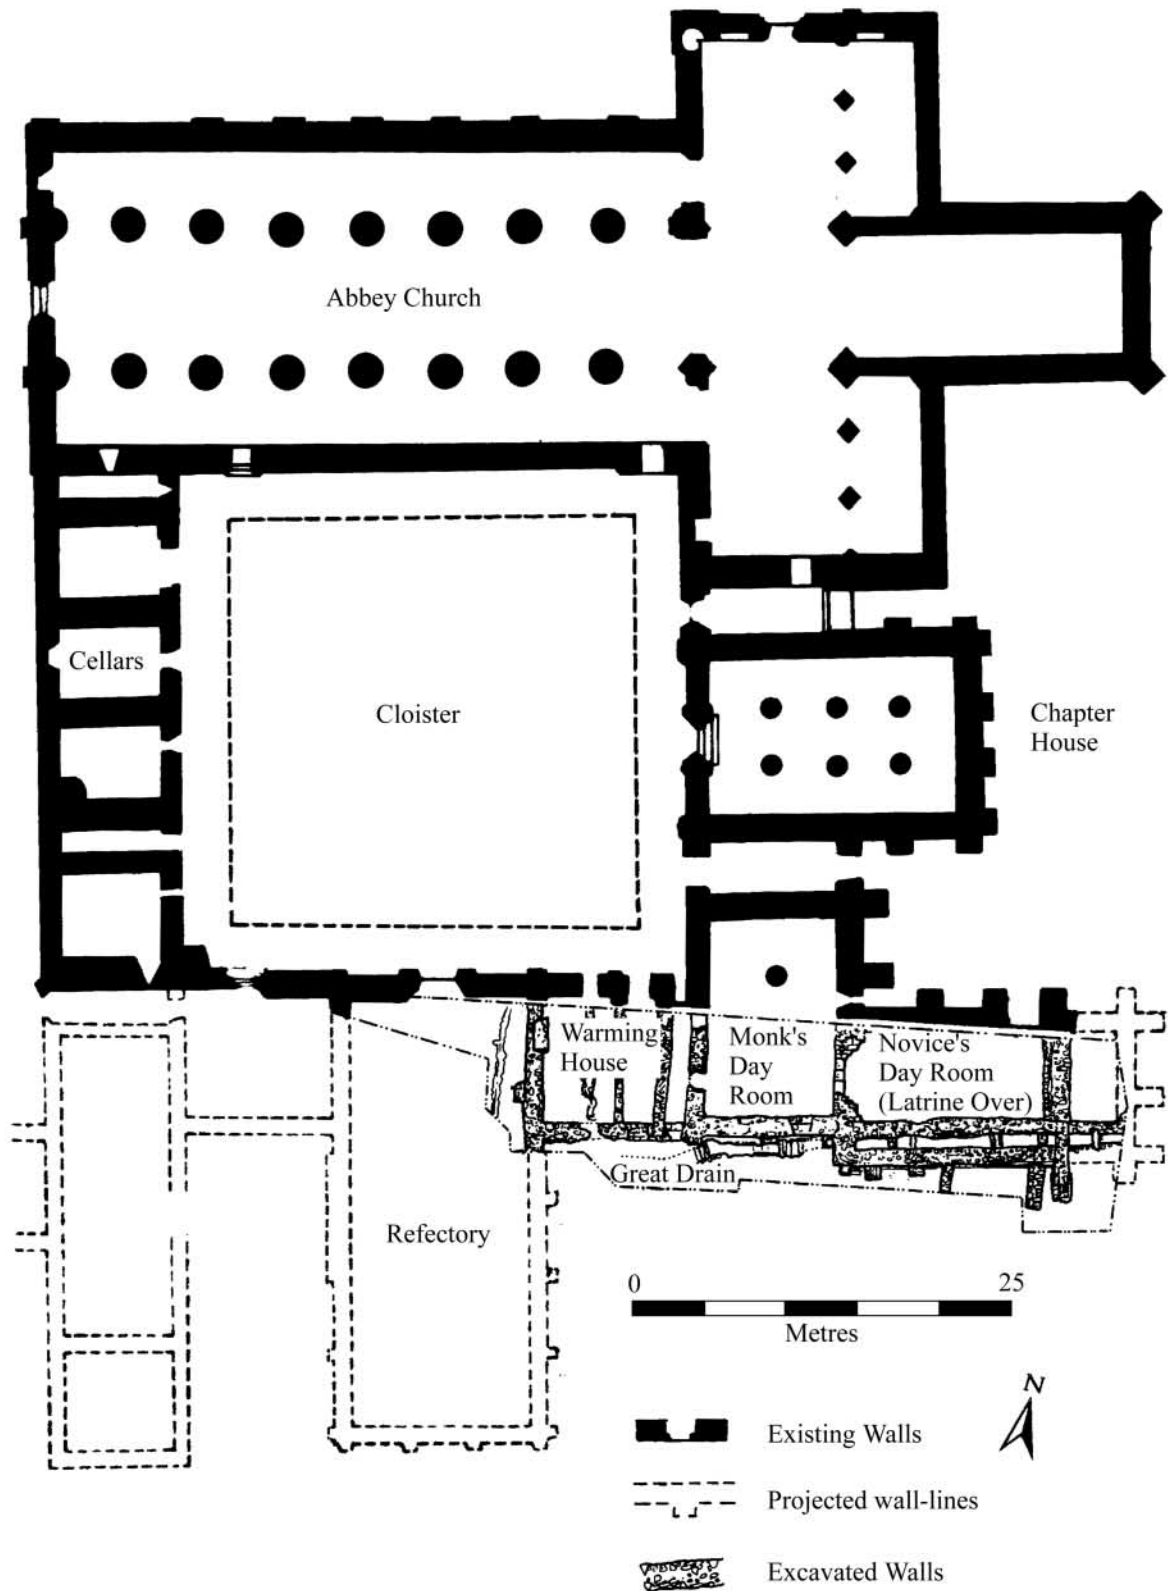 Abbey Church
Cellars
Cloister
Chapter
House
Warming
House
Monk's
Day
Room
Novice's
Day Room
(Latrine Over)
Great Drain
Refectory
0 25
Metres
N
Existing Walls
Projected wall-lines
Excavated Walls